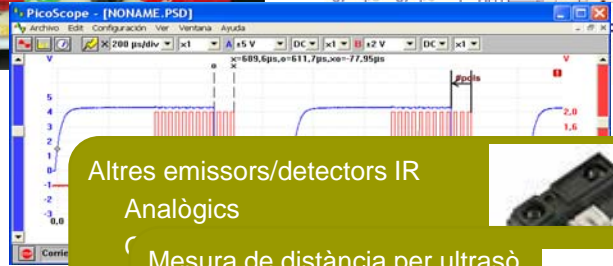 PicoScope - [NONAME.PSD]
Archivo Edit Configuración Ver Ventana Ayuda
200 µs/div x1 A ±5 V DC x1 B ±2 V DC x1
V x=689,6µs,o=611,7µs,xo=-77,95µs V
o x
#pols
5
4
3
2
1
0
-1
-2
-3
2,0
1,6
0,0
Altres emissors/detectors IR
Analògics
Corrie
Mesura de distància per ultrasò